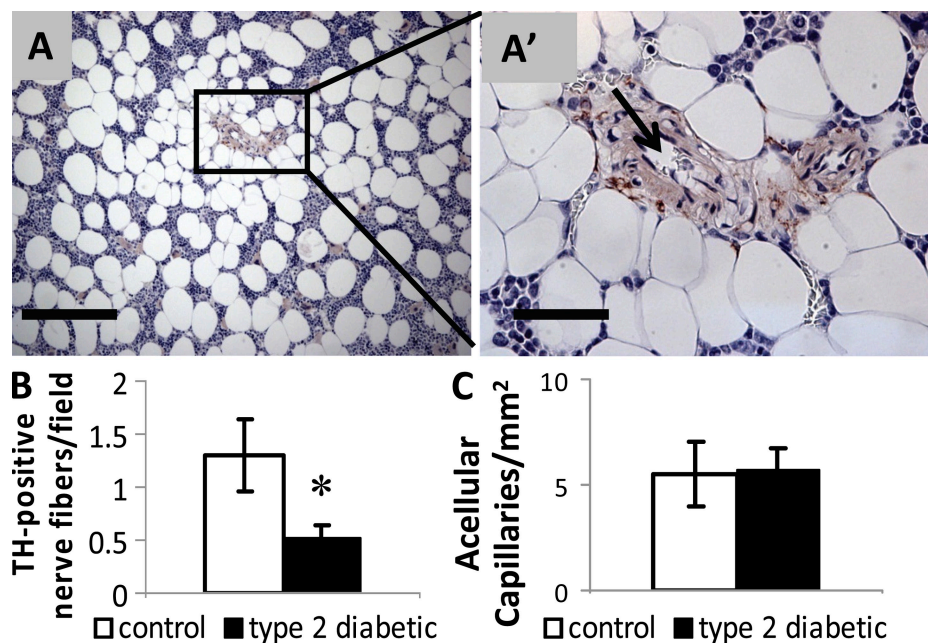 A
A'
B
TH-positive
nerve fibers/field
2
1.5
1
0.5
0
*
control type 2 diabetic
C
Acellular
Capillaries/mm²
10
5
0
control type 2 diabetic